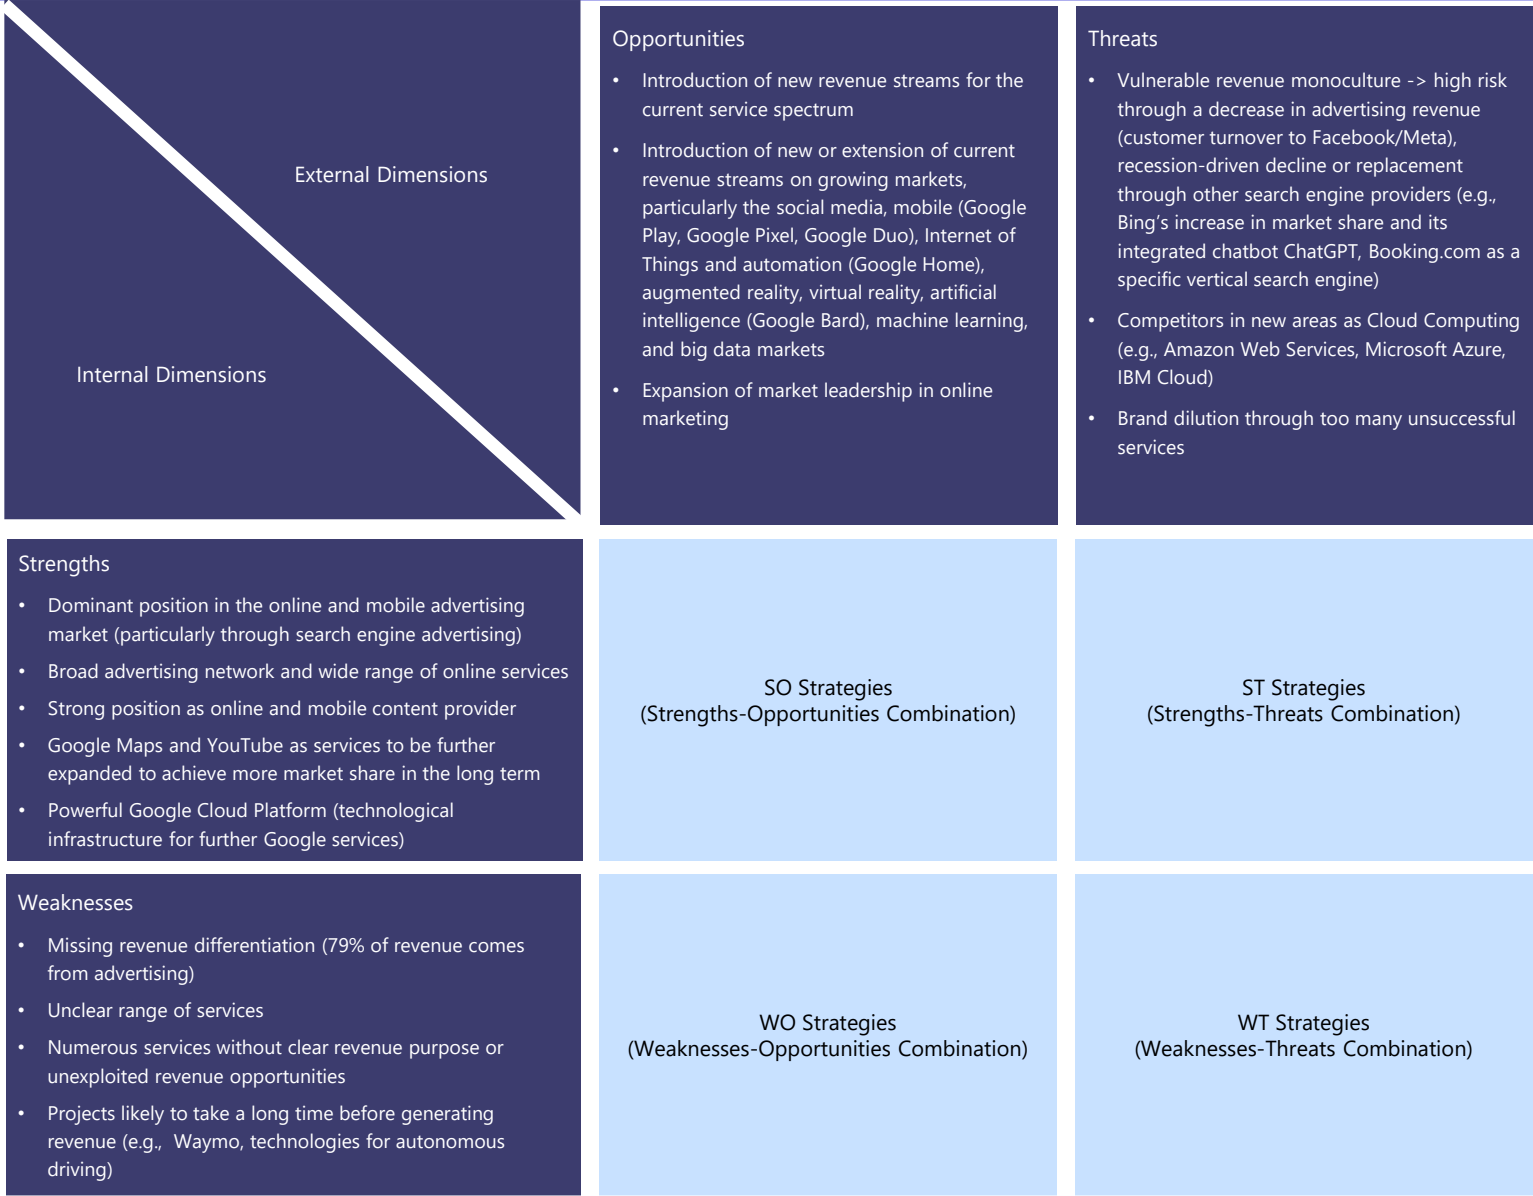 External Dimensions
Internal Dimensions
Opportunities
• Introduction of new revenue streams for the
current service spectrum
• Introduction of new or extension of current
revenue streams on growing markets,
particularly the social media, mobile (Google
Play, Google Pixel, Google Duo), Internet of
Things and automation (Google Home),
augmented reality, virtual reality, artificial
intelligence (Google Bard), machine learning,
and big data markets
• Expansion of market leadership in online
marketing
Threats
• Vulnerable revenue monoculture -> high risk
through a decrease in advertising revenue
(customer turnover to Facebook/Meta),
recession-driven decline or replacement
through other search engine providers (e.g.,
Bing's increase in market share and its
integrated chatbot ChatGPT, Booking.com as a
specific vertical search engine)
• Competitors in new areas as Cloud Computing
(e.g., Amazon Web Services, Microsoft Azure,
IBM Cloud)
• Brand dilution through too many unsuccessful
services
Strengths
• Dominant position in the online and mobile advertising
market (particularly through search engine advertising)
• Broad advertising network and wide range of online services
• Strong position as online and mobile content provider
• Google Maps and YouTube as services to be further
expanded to achieve more market share in the long term
• Powerful Google Cloud Platform (technological
infrastructure for further Google services)
SO Strategies
(Strengths-Opportunities Combination)
ST Strategies
(Strengths-Threats Combination)
Weaknesses
• Missing revenue differentiation (79% of revenue comes
from advertising)
• Unclear range of services
• Numerous services without clear revenue purpose or
unexploited revenue opportunities
• Projects likely to take a long time before generating
revenue (e.g., Waymo, technologies for autonomous
driving)
WO Strategies
(Weaknesses-Opportunities Combination)
WT Strategies
(Weaknesses-Threats Combination)